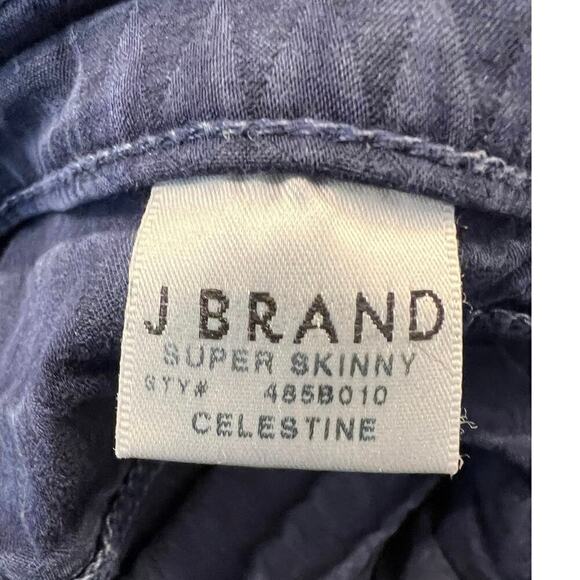 J BRAND
SUPER SKINNY
STY# 485B010
CELESTINE